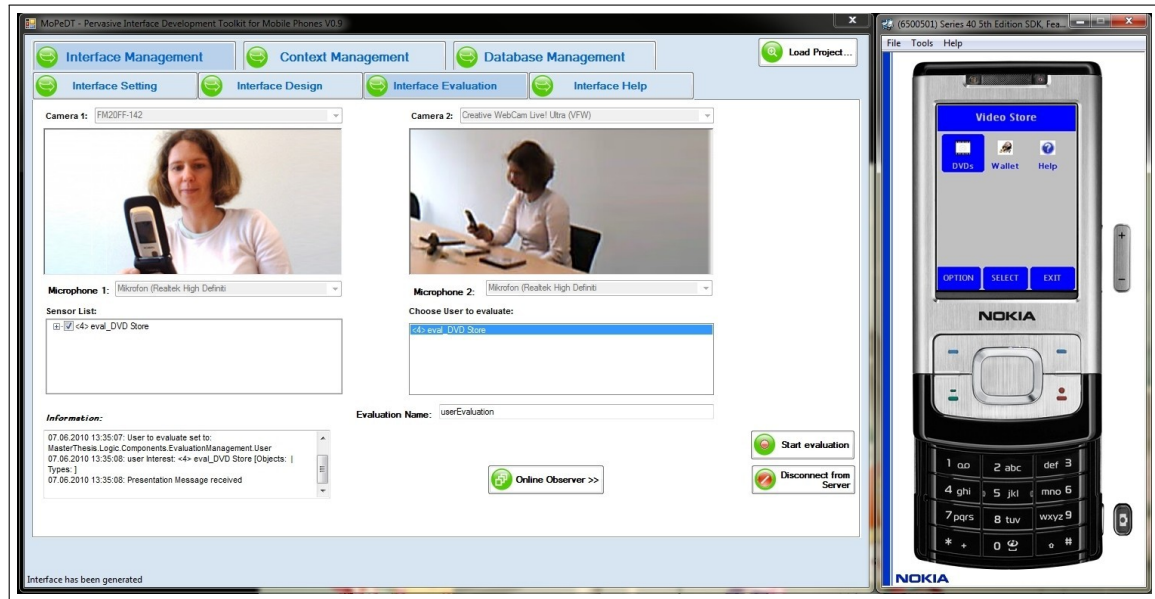 MoPeDT - Pervasive Interface Development Toolkit for Mobile Phones V0.9
x
Interface Management
Context Management
Database Management
Load Project...
Interface Setting
Interface Design
Interface Evaluation
Interface Help
Camera 1: FM20FF-142
Camera 2: Creative WebCam Live! Ultra (VFW)
Microphone 1: Mikrofon (Realtek High Definiti
Microphone 2: Mikrofon (Realtek High Definiti
Sensor List:
Choose User to evaluate:
<4> eval_DVD Store
<4> eval_DVD Store
Information:
Evaluation Name: userEvaluation
07.06.2010 13:35:07: User to evaluate set to:
MasterThesis.Logic.Components.EvaluationManagement.User
07.06.2010 13:35:08: user Interest: <4> eval_DVD Store [Objects: |
Types: ]
07.06.2010 13:35:08: Presentation Message received
Start evaluation
Online Observer >>
Disconnect from
Server
Interface has been generated
(6500501) Series 40 5th Edition SDK, Fea...
File Tools Help
Video Store
DVDs Wallet Help
OPTION SELECT EXIT
+
-
NOKIA
1 2 abc def 3
4 ghi 5 jkl mno 6
7 pqrs 8 tuv wxyz 9
* + 0 #
NOKIA